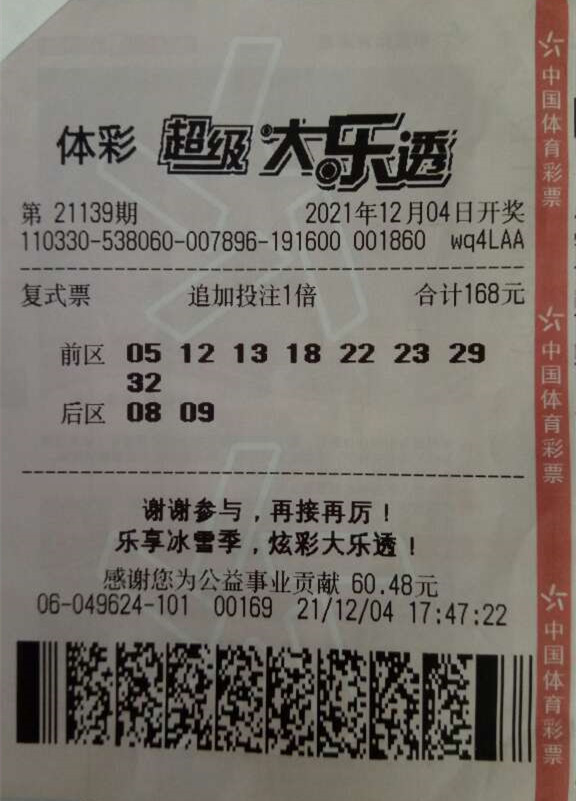 体彩 超级大乐透
第 21139期 2021年12月04日开奖
110330-538060-007896-191600 001860 wq4LAA
复式票 追加投注1倍 合计168元
前区 05 12 13 18 22 23 29
32
后区 08 09
谢谢参与，再接再厉！
乐享冰雪季，炫彩大乐透！
感谢您为公益事业贡献 60.48元
06-049624-101 00169 21/12/04 17:47:22
中国体育彩票
中国体育彩票
中国体育彩票